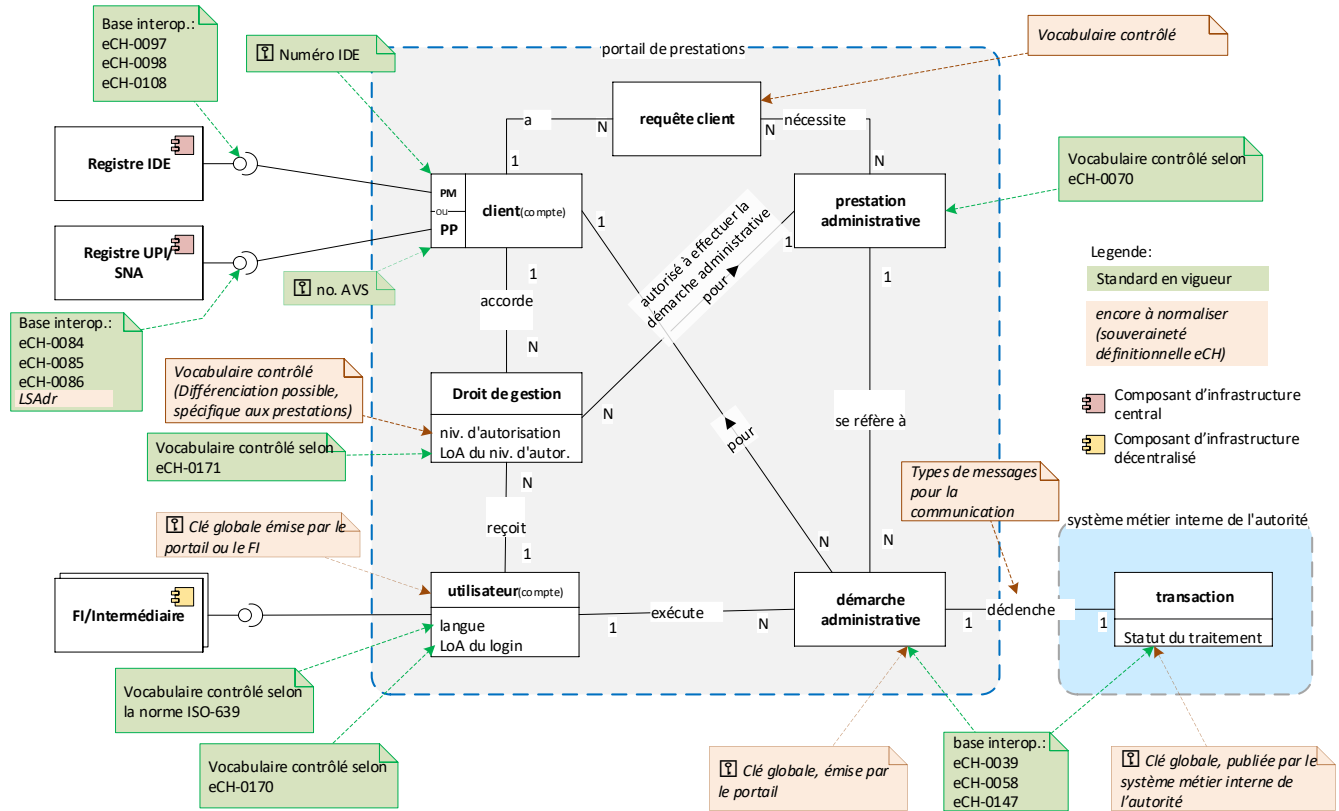 Base interop.:
eCH-0097
eCH-0098
eCH-0108
Numéro IDE
portail de prestations
Vocabulaire contrôlé
requête client
a
N
N
nécessite
1
N
Registre IDE
PM
ou
PP
client(compte)
prestation
administrative
Vocabulaire contrôlé selon
eCH-0070
Registre UPI/
SNA
1
1
autorisé à effectuer la
démarche administrative
pour
no. AVS
1
1
accorde
N
Legende:
Standard en vigueur
encore à normaliser
(souveraineté
définitionnelle eCH)
Composant d’infrastructure
central
Composant d’infrastructure
décentralisé
Base interop.:
eCH-0084
eCH-0085
eCH-0086
LSAdr
Vocabulaire contrôlé
(Différenciation possible,
spécifique aux prestations)
Droit de gestion
niv. d'autorisation
LoA du niv. d'autor.
N
Vocabulaire contrôlé selon
eCH-0171
se réfère à
pour
N
reçoit
1
Types de messages
pour la
communication
Clé globale émise par le
portail ou le FI
N
N
système métier interne de l'autorité
FI/Intermédiaire
utilisateur(compte)
langue
LoA du login
1
exécute
N
démarche
administrative
1
déclenche
1
transaction
Statut du traitement
Vocabulaire contrôlé selon
la norme ISO-639
Vocabulaire contrôlé selon
eCH-0170
Clé globale, émise par
le portail
base interop.:
eCH-0039
eCH-0058
eCH-0147
Clé globale, publiée par le
système métier interne de
l’autorité